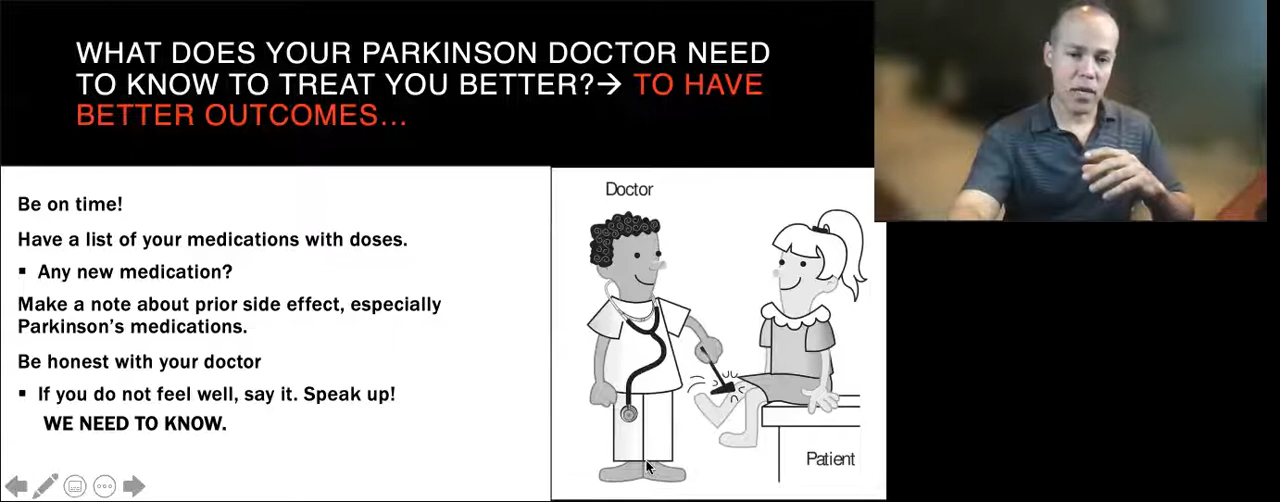 WHAT DOES YOUR PARKINSON DOCTOR NEED
TO KNOW TO TREAT YOU BETTER?→ TO HAVE
BETTER OUTCOMES...
Be on time!
Have a list of your medications with doses.
▪ Any new medication?
Make a note about prior side effect, especially
Parkinson's medications.
Be honest with your doctor
▪ If you do not feel well, say it. Speak up!
WE NEED TO KNOW.
Doctor
Patient